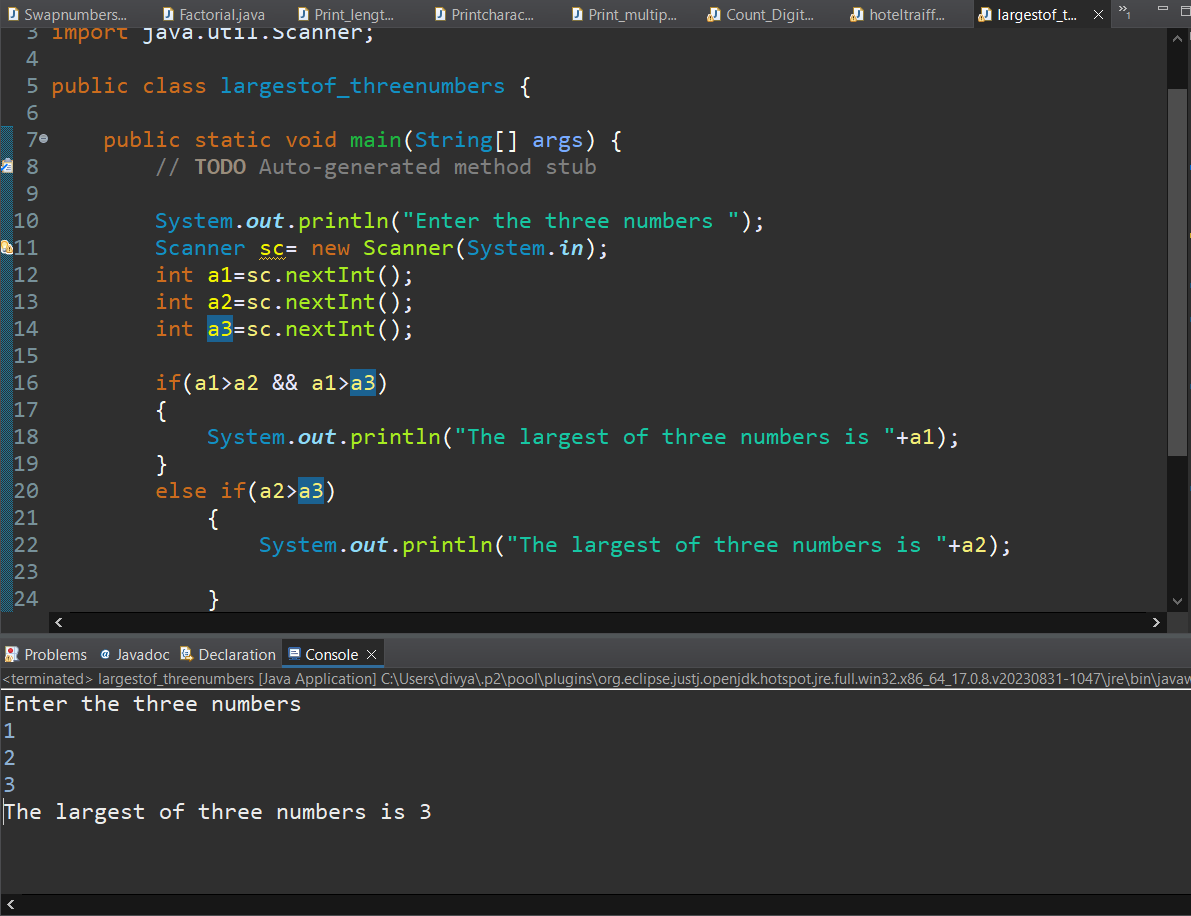 Swapnumbers... Factorial.java Print_lengt... Printcharac... Print_multip... Count_Digit... hoteltraiff... largestof_t... »1
3 import java.util.Scanner;
4
5 public class largestof_threenumbers {
6
7 public static void main(String[] args) {
8 // TODO Auto-generated method stub
9
10 System.out.println("Enter the three numbers ");
11 Scanner sc= new Scanner(System.in);
12 int a1=sc.nextInt();
13 int a2=sc.nextInt();
14 int a3=sc.nextInt();
15
16 if(a1>a2 && a1>a3)
17 {
18 System.out.println("The largest of three numbers is "+a1);
19 }
20 else if(a2>a3)
21 {
22 System.out.println("The largest of three numbers is "+a2);
23
24 }
Problems @ Javadoc Declaration Console
<terminated> largestof_threenumbers [Java Application] C:\Users\divya\.p2\pool\plugins\org.eclipse.justj.openjdk.hotspot.jre.full.win32.x86_64_17.0.8.v20230831-1047\jre\bin\javaw
Enter the three numbers
1
2
3
The largest of three numbers is 3